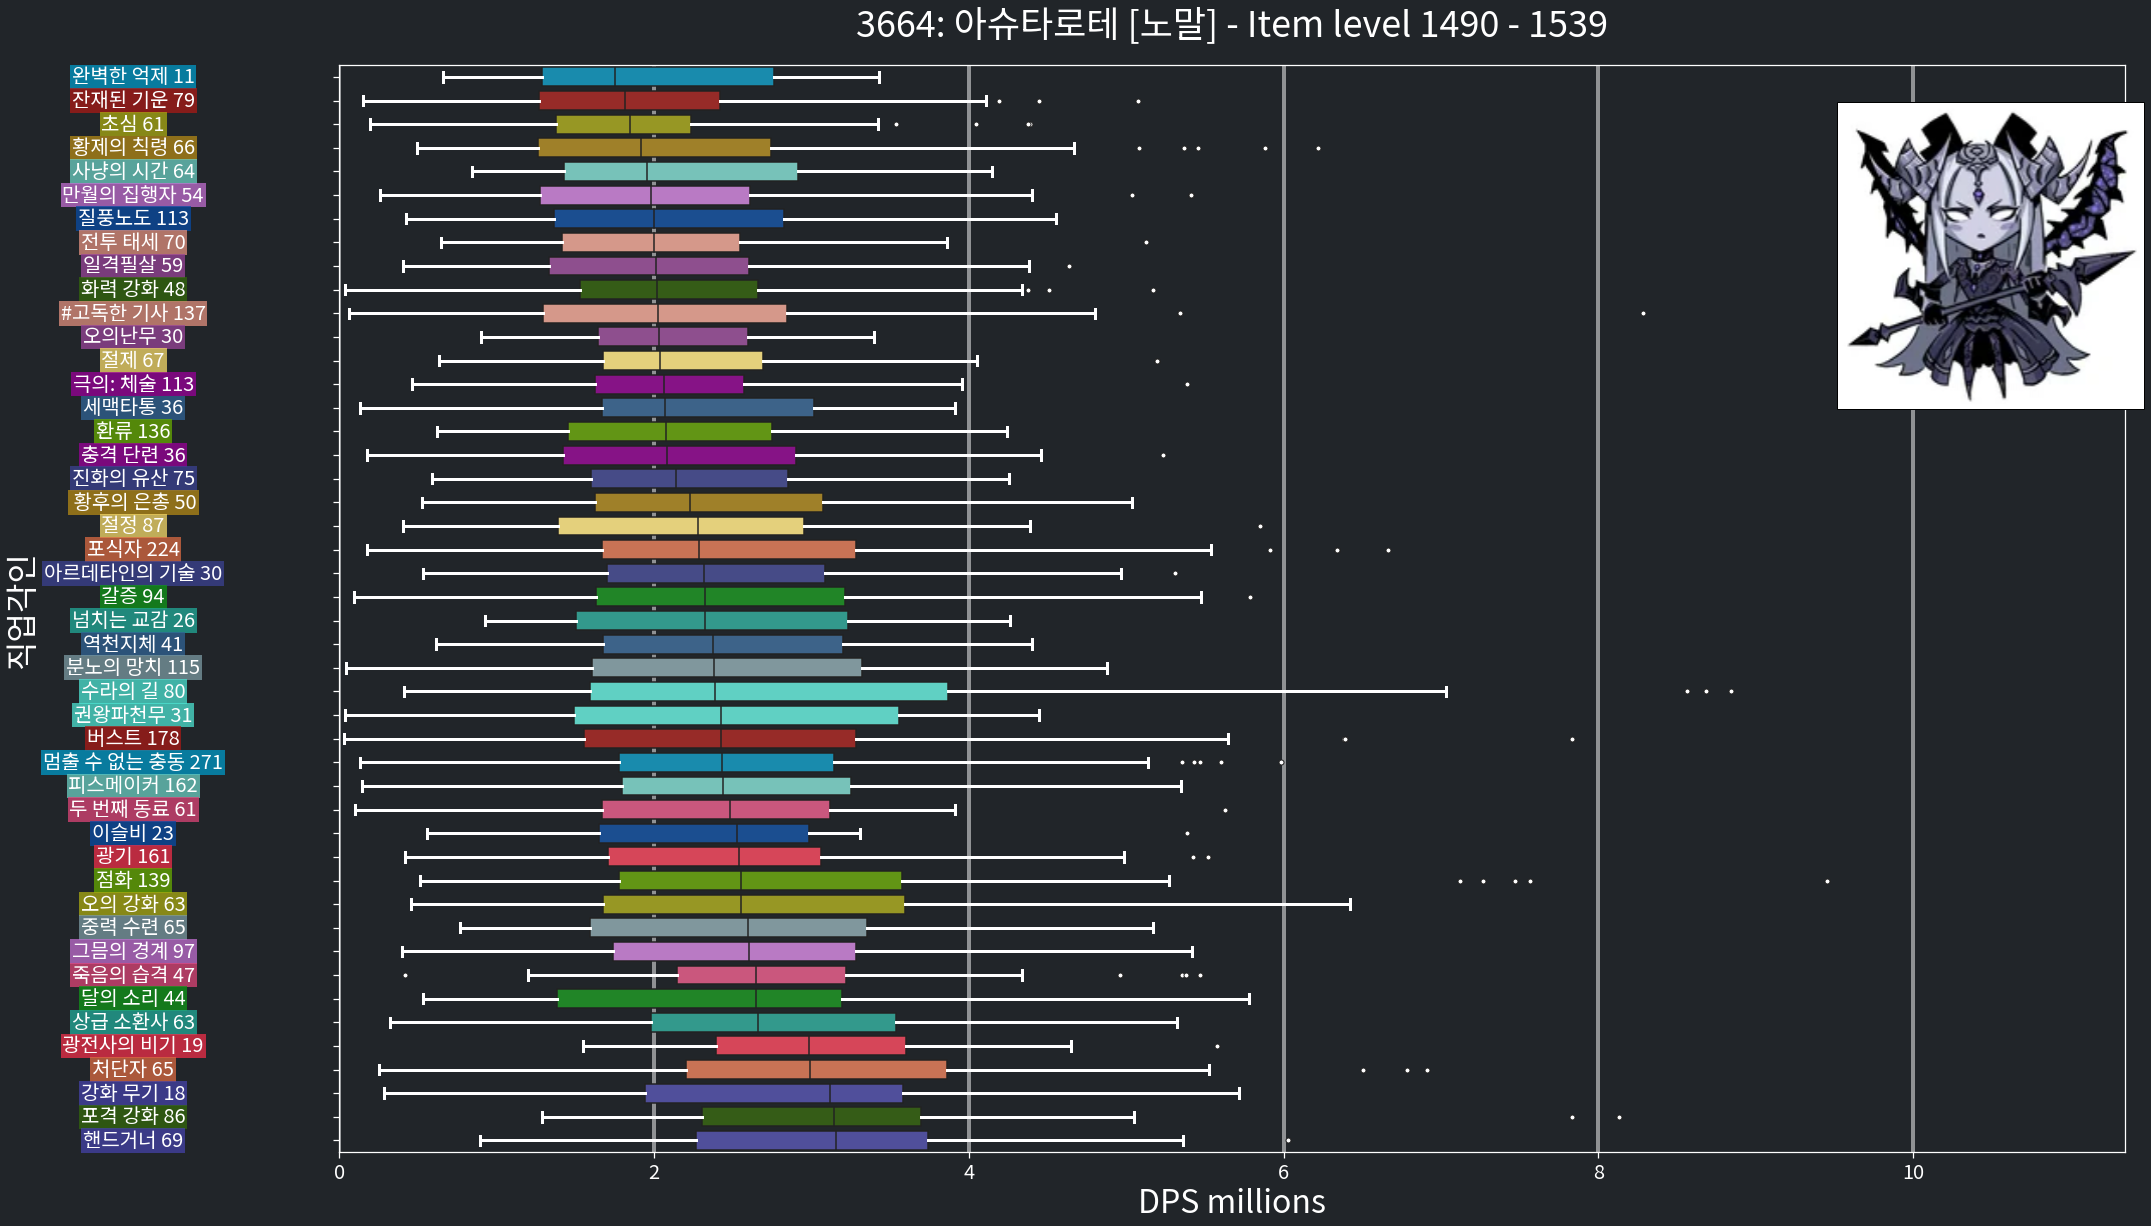 3664: 아슈타로테 [노말] - Item level 1490 - 1539
완벽한 억제 11
잔재된 기운 79
초심 61
황제의 칙령 66
사냥의 시간 64
만월의 집행자 54
질풍노도 113
전투 태세 70
일격필살 59
화력 강화 48
#고독한 기사 137
오의난무 30
절제 67
극의: 체술 113
세맥타통 36
환류 136
충격 단련 36
진화의 유산 75
황후의 은총 50
절정 87
포식자 224
아르데타인의 기술 30
갈증 94
넘치는 교감 26
역천지체 41
분노의 망치 115
수라의 길 80
권왕파천무 31
버스트 178
멈출 수 없는 충동 271
피스메이커 162
두 번째 동료 61
이슬비 23
광기 161
점화 139
오의 강화 63
중력 수련 65
그믐의 경계 97
죽음의 습격 47
달의 소리 44
상급 소환사 63
광전사의 비기 19
처단자 65
강화 무기 18
포격 강화 86
핸드거너 69
직업각인
0 2 4 6 8 10
DPS millions